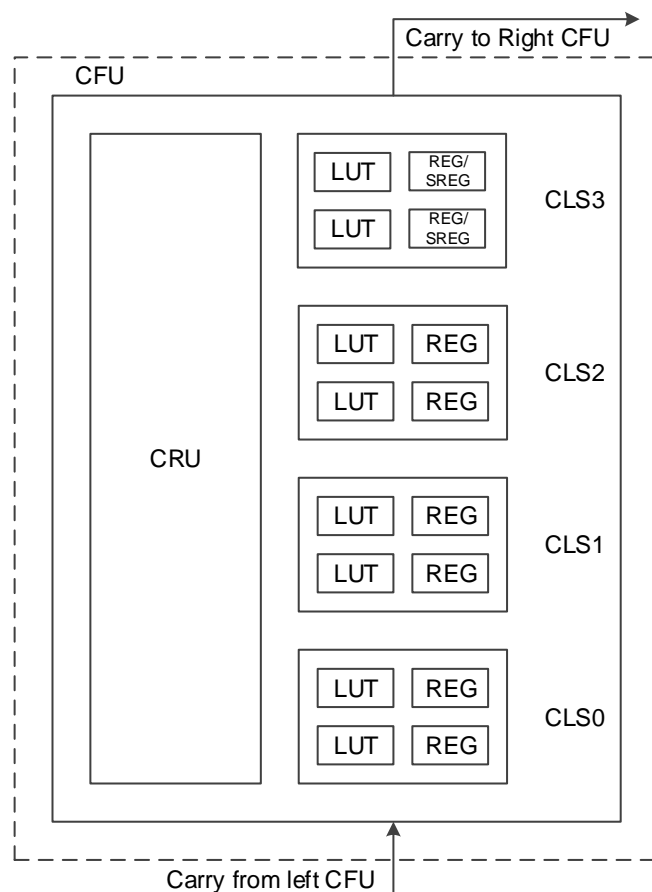 Carry to Right CFU
CFU
LUT REG/
SREG
LUT REG/
SREG
CLS3
LUT REG
LUT REG
CLS2
CRU
LUT REG
LUT REG
CLS1
LUT REG
LUT REG
CLS0
Carry from left CFU